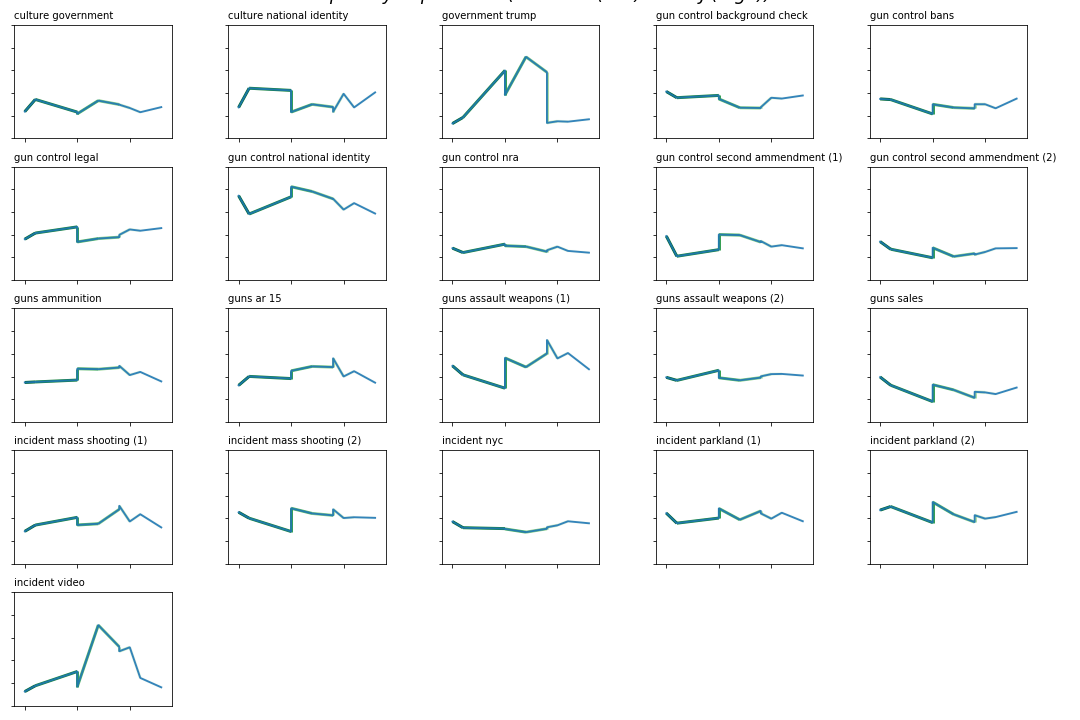 culture government
culture national identity
government trump
gun control background check
gun control bans
gun control legal
gun control national identity
gun control nra
gun control second ammendment (1)
gun control second ammendment (2)
guns ammunition
guns ar 15
guns assault weapons (1)
guns assault weapons (2)
guns sales
incident mass shooting (1)
incident mass shooting (2)
incident nyc
incident parkland (1)
incident parkland (2)
incident video